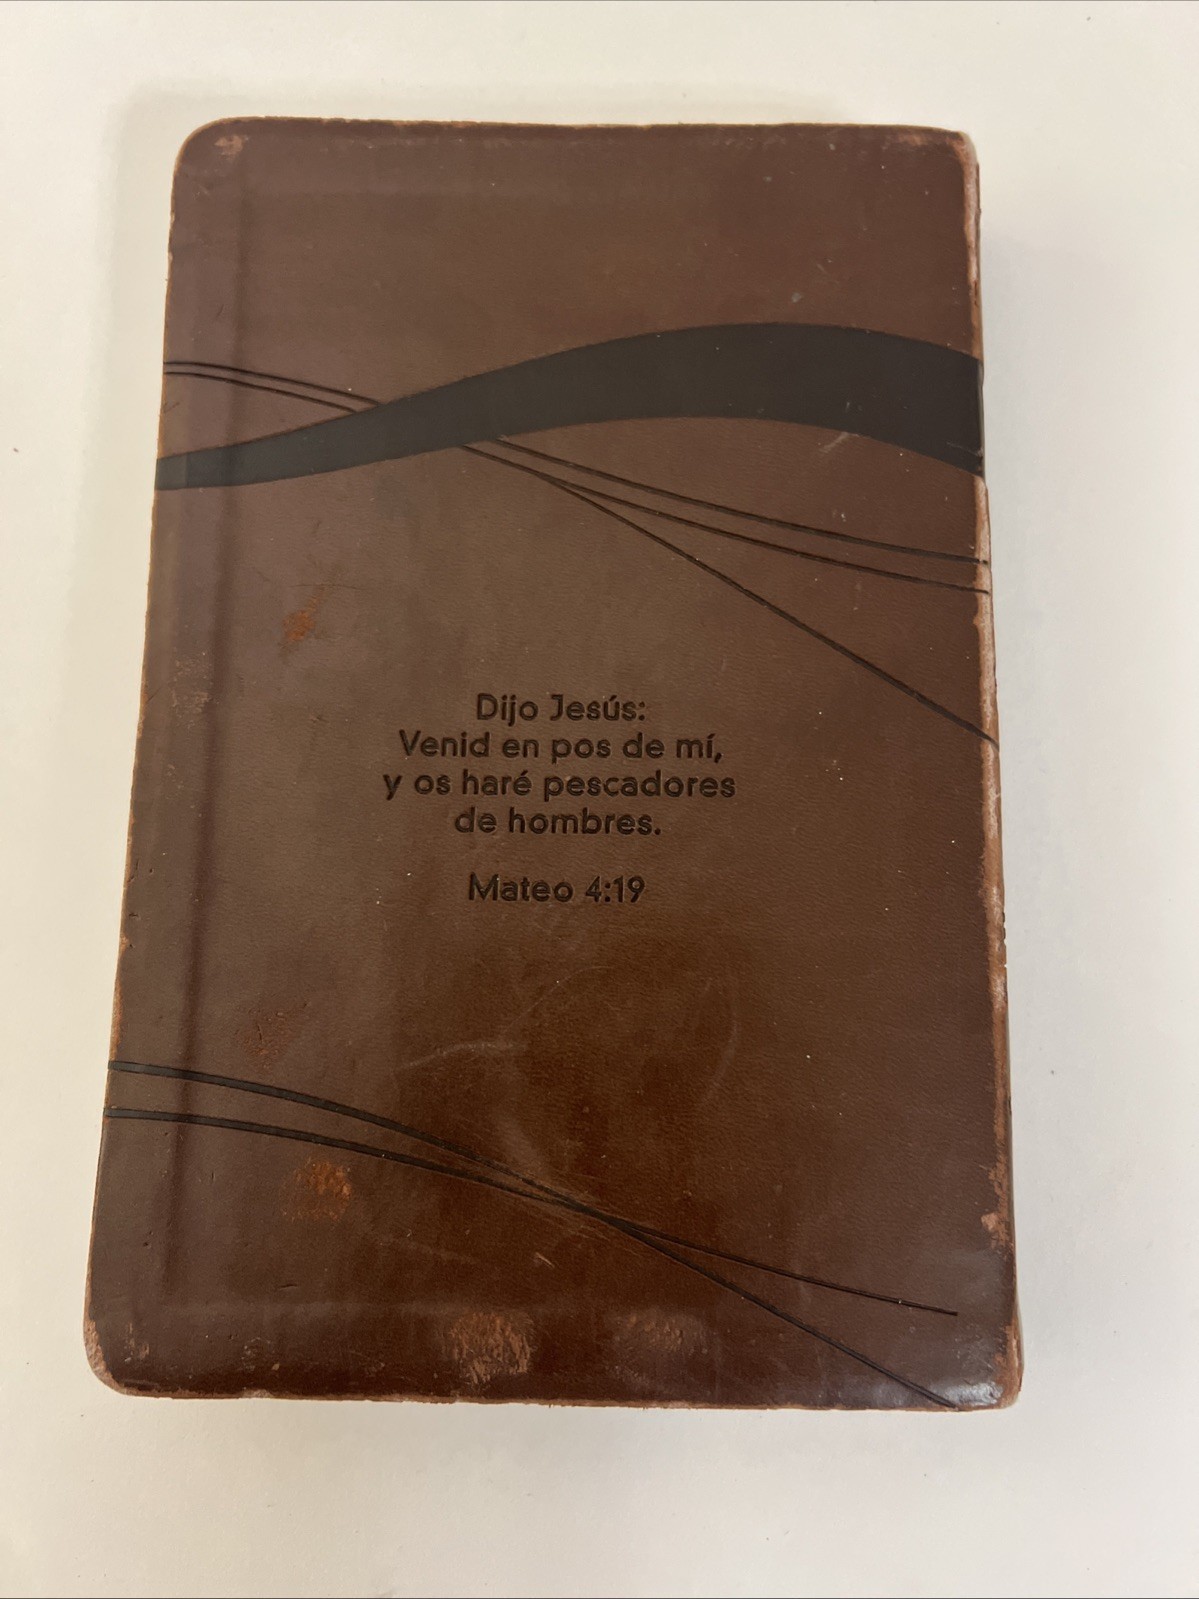 Dijo Jesús:
Venid en pos de mí,
y os haré pescadores
de hombres.
Mateo 4:19